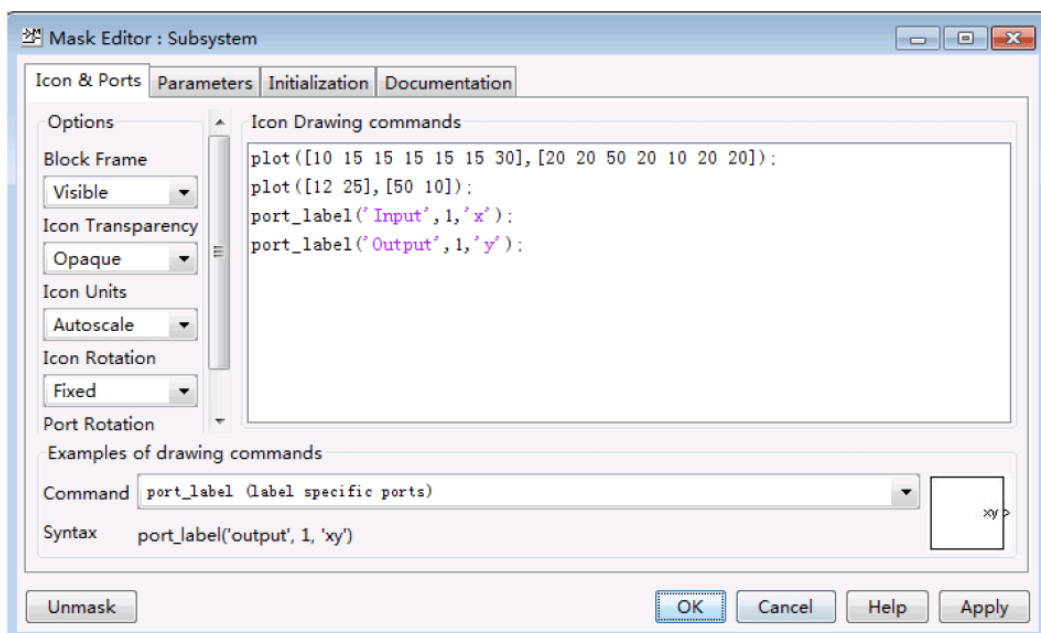 Mask Editor : Subsystem
Icon & Ports Parameters Initialization Documentation
Options
Block Frame
Visible
Icon Transparency
Opaque
Icon Units
Autoscale
Icon Rotation
Fixed
Port Rotation
Icon Drawing commands
plot([10 15 15 15 15 15 30],[20 20 50 20 10 20 20]);
plot([12 25],[50 10]);
port_label('Input',1,'x');
port_label('Output',1,'y');
Examples of drawing commands
Command port_label (label specific ports)
Syntax port_label('output', 1, 'xy')
xy >
Unmask OK Cancel Help Apply